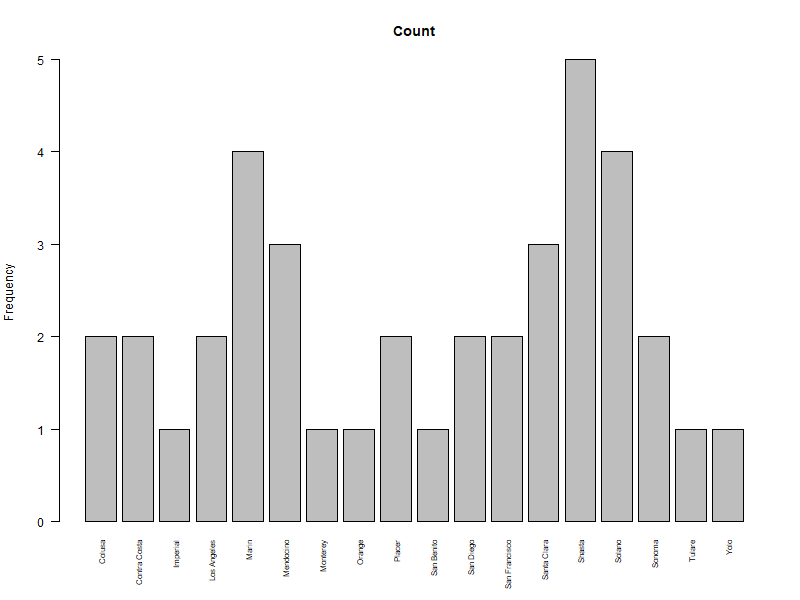 Count
Frequency
5
4
3
2
1
0
Colusa
Contra Costa
Imperial
Los Angeles
Marin
Mendocino
Monterey
Orange
Placer
San Benito
San Diego
San Francisco
Santa Clara
Shasta
Solano
Sonoma
Tulare
Yolo